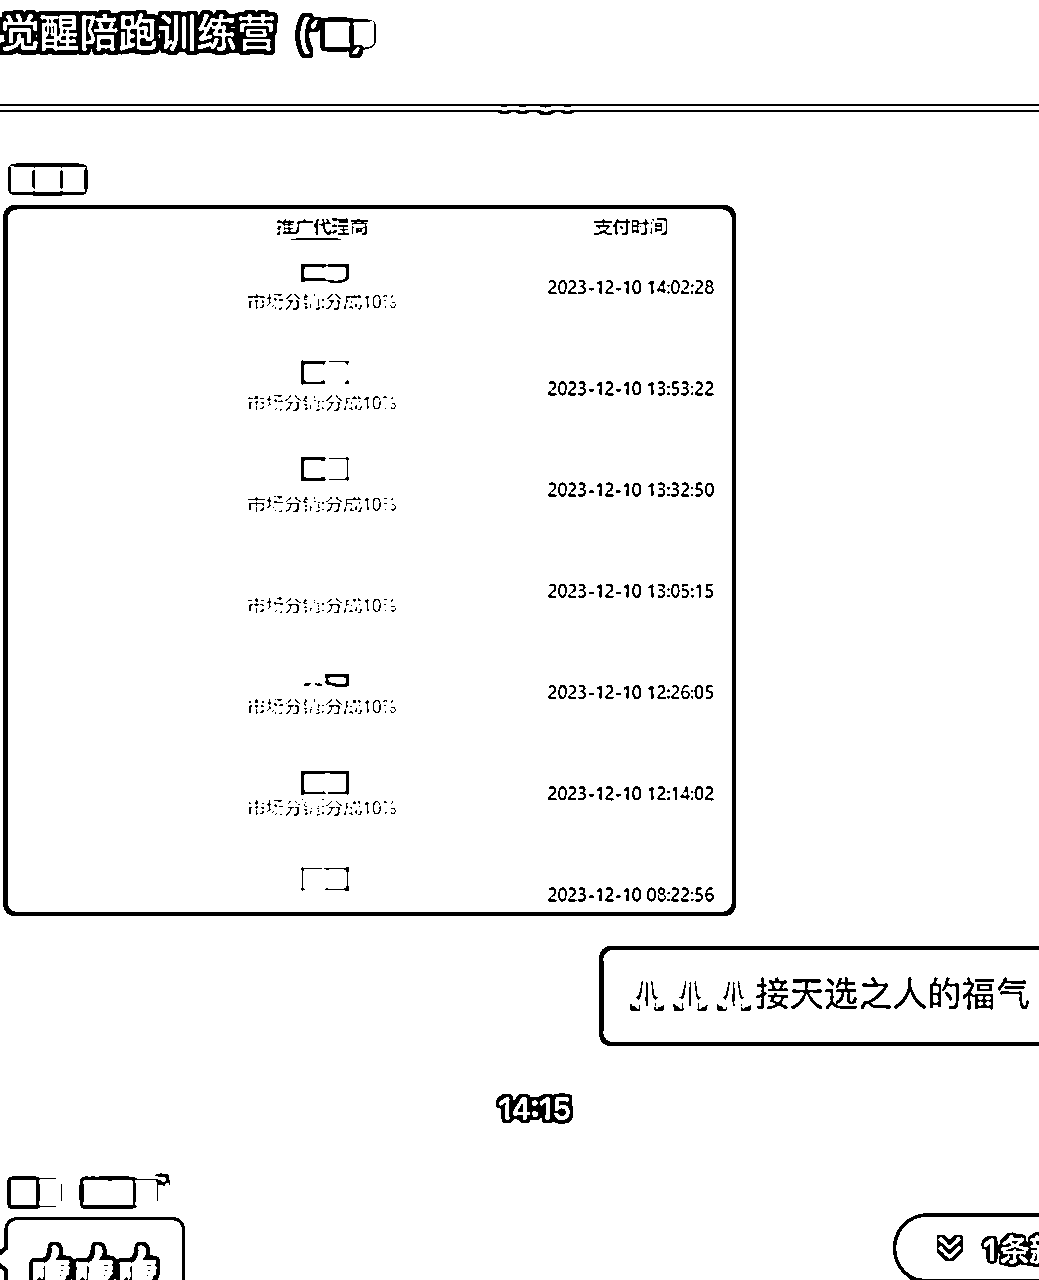 觉醒陪跑训练营（
推广代理商 支付时间
市场分销:分成10% 2023-12-10 14:02:28
市场分销:分成10% 2023-12-10 13:53:22
市场分销:分成10% 2023-12-10 13:32:50
市场分销:分成10% 2023-12-10 13:05:15
市场分销:分成10% 2023-12-10 12:26:05
市场分销:分成10% 2023-12-10 12:14:02
2023-12-10 08:22:56
接天选之人的福气
14:15
1条